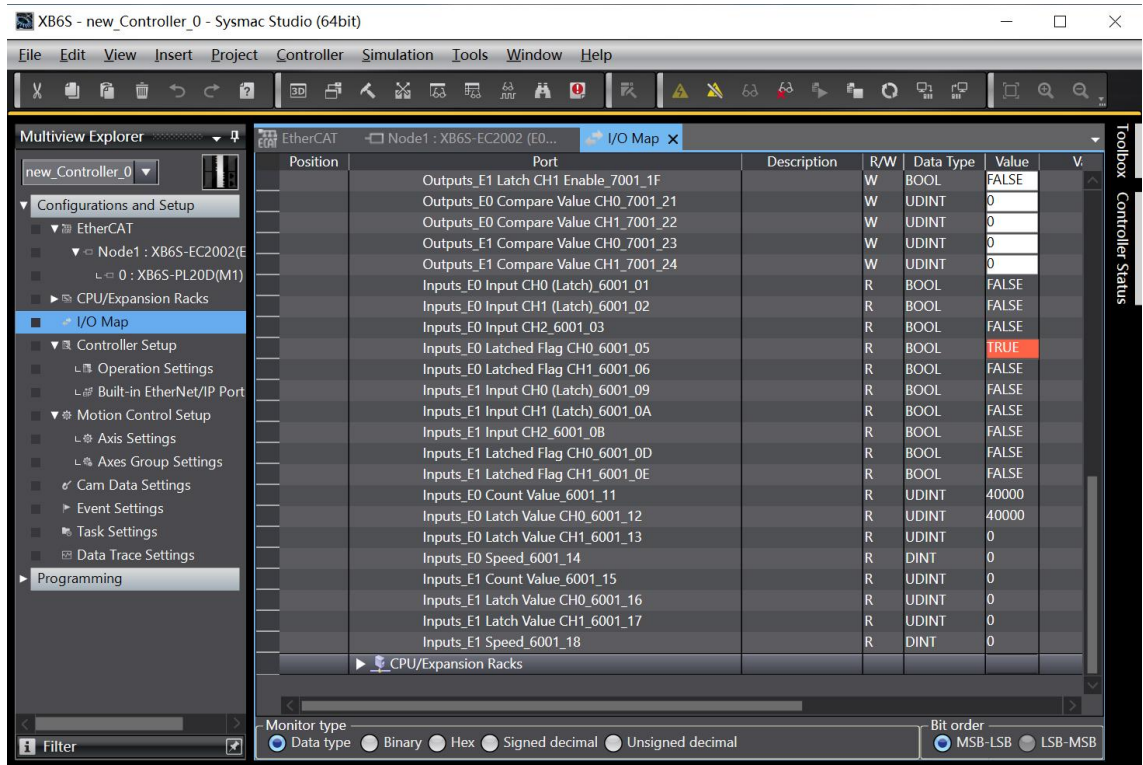 XB6S - new_Controller_0 - Sysmac Studio (64bit)
File Edit View Insert Project Controller Simulation Tools Window Help
Multiview Explorer
new_Controller_0
Configurations and Setup
EtherCAT
Node1 : XB6S-EC2002(E
0 : XB6S-PL20D(M1)
CPU/Expansion Racks
I/O Map
Controller Setup
Operation Settings
Built-in EtherNet/IP Port
Motion Control Setup
Axis Settings
Axes Group Settings
Cam Data Settings
Event Settings
Task Settings
Data Trace Settings
Programming
Filter
EtherCAT Node1 : XB6S-EC2002 (E0... I/O Map
Position Port Description R/W Data Type Value V
Outputs_E1 Latch CH1 Enable_7001_1F W BOOL FALSE
Outputs_E0 Compare Value CH0_7001_21 W UDINT 0
Outputs_E0 Compare Value CH1_7001_22 W UDINT 0
Outputs_E1 Compare Value CH0_7001_23 W UDINT 0
Outputs_E1 Compare Value CH1_7001_24 W UDINT 0
Inputs_E0 Input CH0 (Latch)_6001_01 R BOOL FALSE
Inputs_E0 Input CH1 (Latch)_6001_02 R BOOL FALSE
Inputs_E0 Input CH2_6001_03 R BOOL FALSE
Inputs_E0 Latched Flag CH0_6001_05 R BOOL TRUE
Inputs_E0 Latched Flag CH1_6001_06 R BOOL FALSE
Inputs_E1 Input CH0 (Latch)_6001_09 R BOOL FALSE
Inputs_E1 Input CH1 (Latch)_6001_0A R BOOL FALSE
Inputs_E1 Input CH2_6001_0B R BOOL FALSE
Inputs_E1 Latched Flag CH0_6001_0D R BOOL FALSE
Inputs_E1 Latched Flag CH1_6001_0E R BOOL FALSE
Inputs_E0 Count Value_6001_11 R UDINT 40000
Inputs_E0 Latch Value CH0_6001_12 R UDINT 40000
Inputs_E0 Latch Value CH1_6001_13 R UDINT 0
Inputs_E0 Speed_6001_14 R DINT 0
Inputs_E1 Count Value_6001_15 R UDINT 0
Inputs_E1 Latch Value CH0_6001_16 R UDINT 0
Inputs_E1 Latch Value CH1_6001_17 R UDINT 0
Inputs_E1 Speed_6001_18 R DINT 0
CPU/Expansion Racks
Monitor type
Data type Binary Hex Signed decimal Unsigned decimal
Bit order
MSB-LSB LSB-MSB
Toolbox
Controller Status